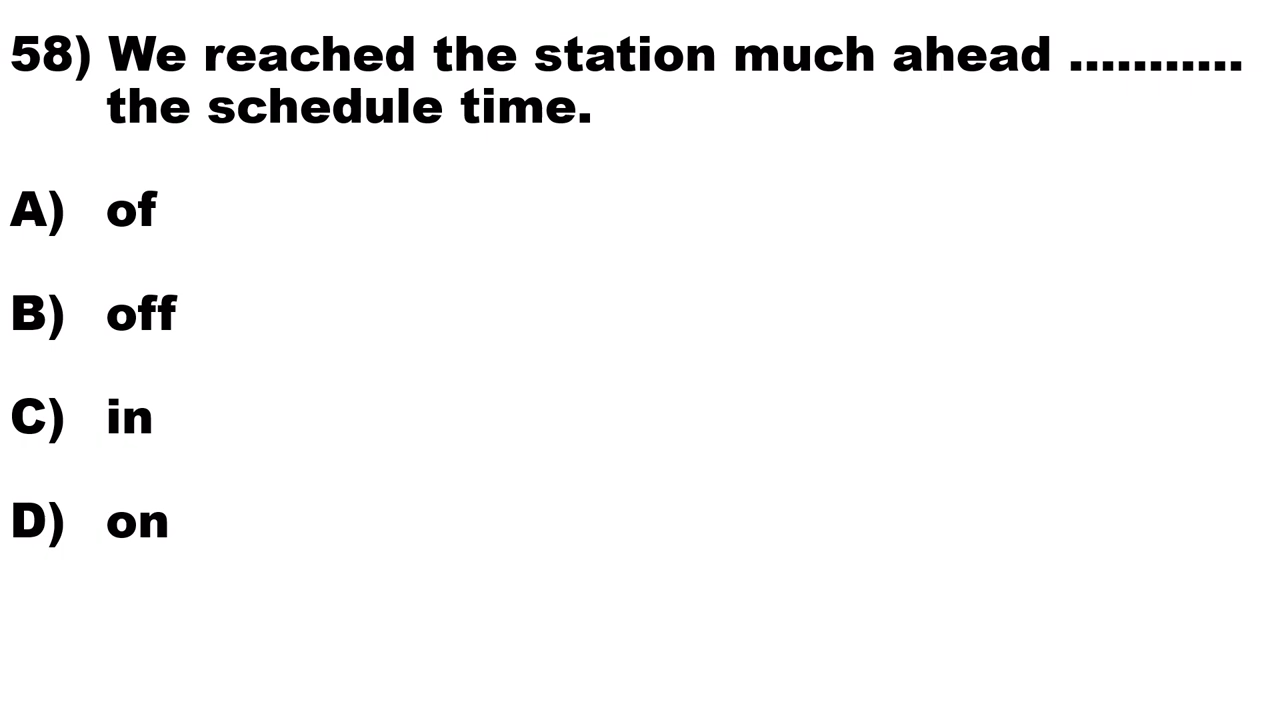 58) We reached the station much ahead ...........
the schedule time.
A) of
B) off
C) in
D) on